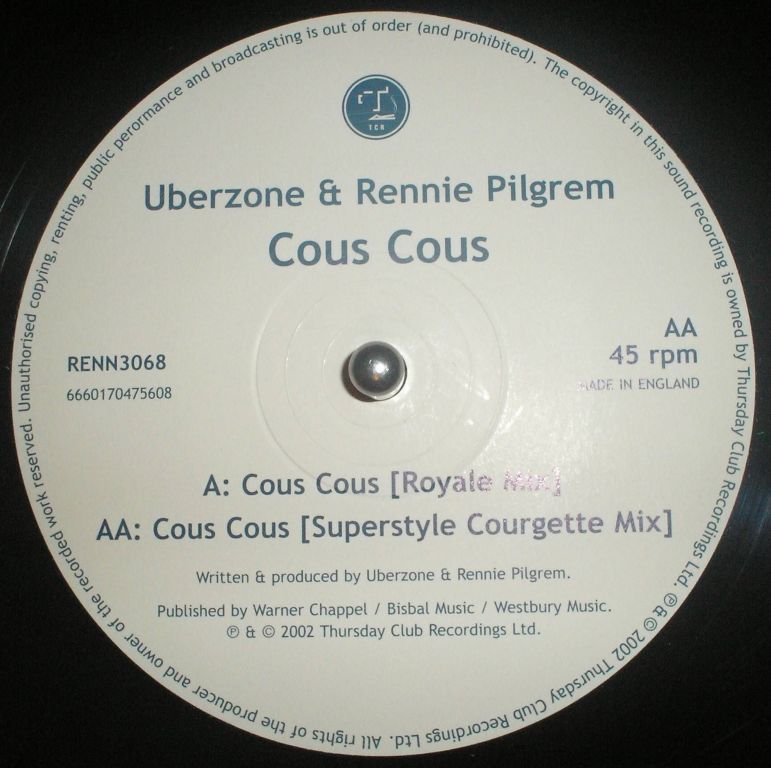 TCR
Uberzone & Rennie Pilgrem
Cous Cous
RENN3068
6660170475608
AA
45 rpm
MADE IN ENGLAND
A: Cous Cous [Royale Mix]
AA: Cous Cous [Superstyle Courgette Mix]
Written & produced by Uberzone & Rennie Pilgrem.
Published by Warner Chappel / Bisbal Music / Westbury Music.
℗ & © 2002 Thursday Club Recordings Ltd.
Unauthorised copying, renting, public perormance and broadcasting is out of order (and prohibited). The copyright in this sound recording is owned by Thursday Club Recordings Ltd. ℗ & © 2002 Thursday Club Recordings Ltd. All rights of the producer and owner of the recorded work reserved.